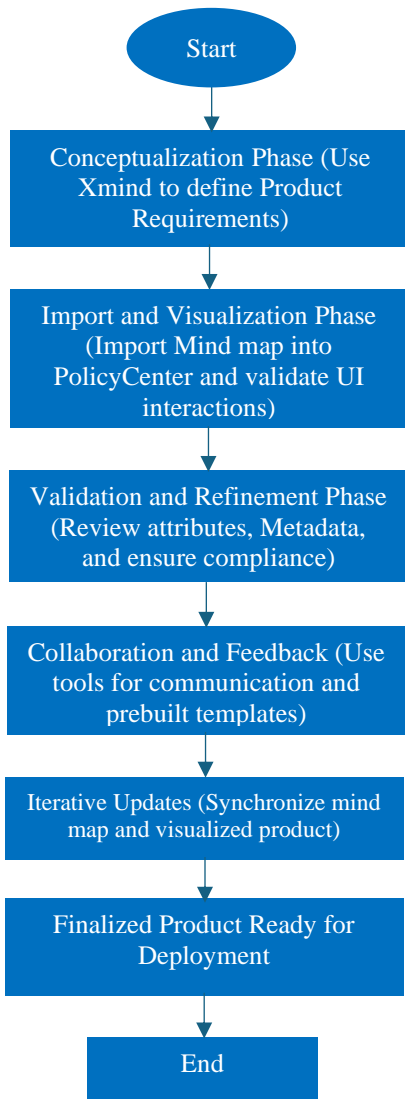 Start
Conceptualization Phase (Use
Xmind to define Product
Requirements)
Import and Visualization Phase
(Import Mind map into
PolicyCenter and validate UI
interactions)
Validation and Refinement Phase
(Review attributes, Metadata,
and ensure compliance)
Collaboration and Feedback (Use
tools for communication and
prebuilt templates)
Iterative Updates (Synchronize mind
map and visualized product)
Finalized Product Ready for
Deployment
End